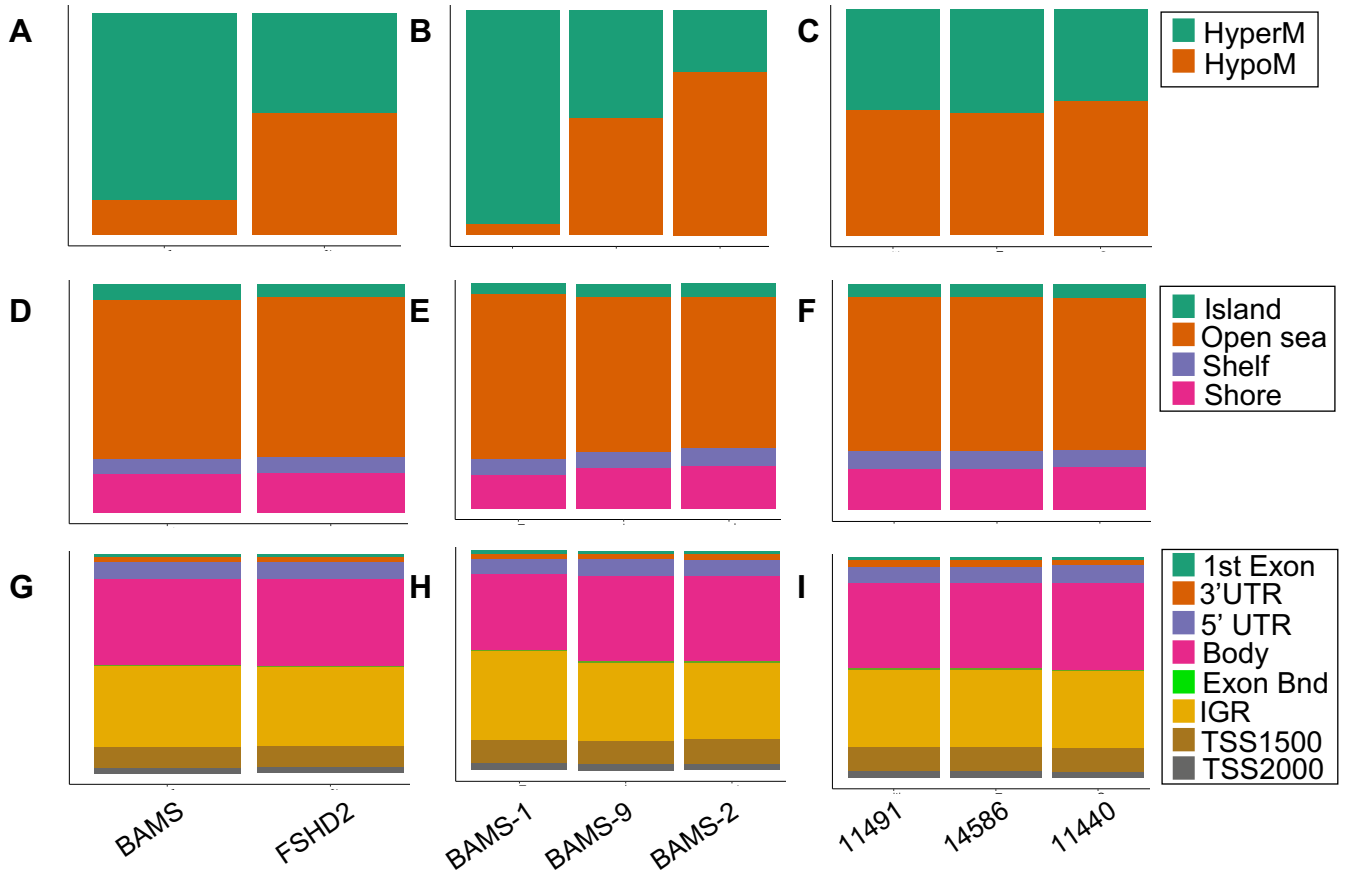 A
B
C
HyperM
HypoM
D
E
F
Island
Open sea
Shelf
Shore
G
H
I
1st Exon
3’UTR
5’ UTR
Body
Exon Bnd
IGR
TSS1500
TSS2000
BAMS
FSHD2
BAMS-1
BAMS-9
BAMS-2
11491
14586
11440